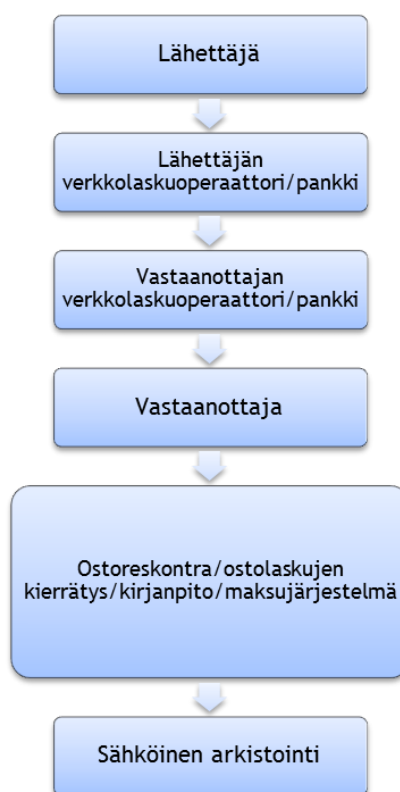 Lähettäjä
Lähettäjän
verkkolaskuoperaattori/pankki
Vastaanottajan
verkkolaskuoperaattori/pankki
Vastaanottaja
Ostoreskontra/ostolaskujen
kierrätys/kirjanpito/maksujärjestelmä
Sähköinen arkistointi